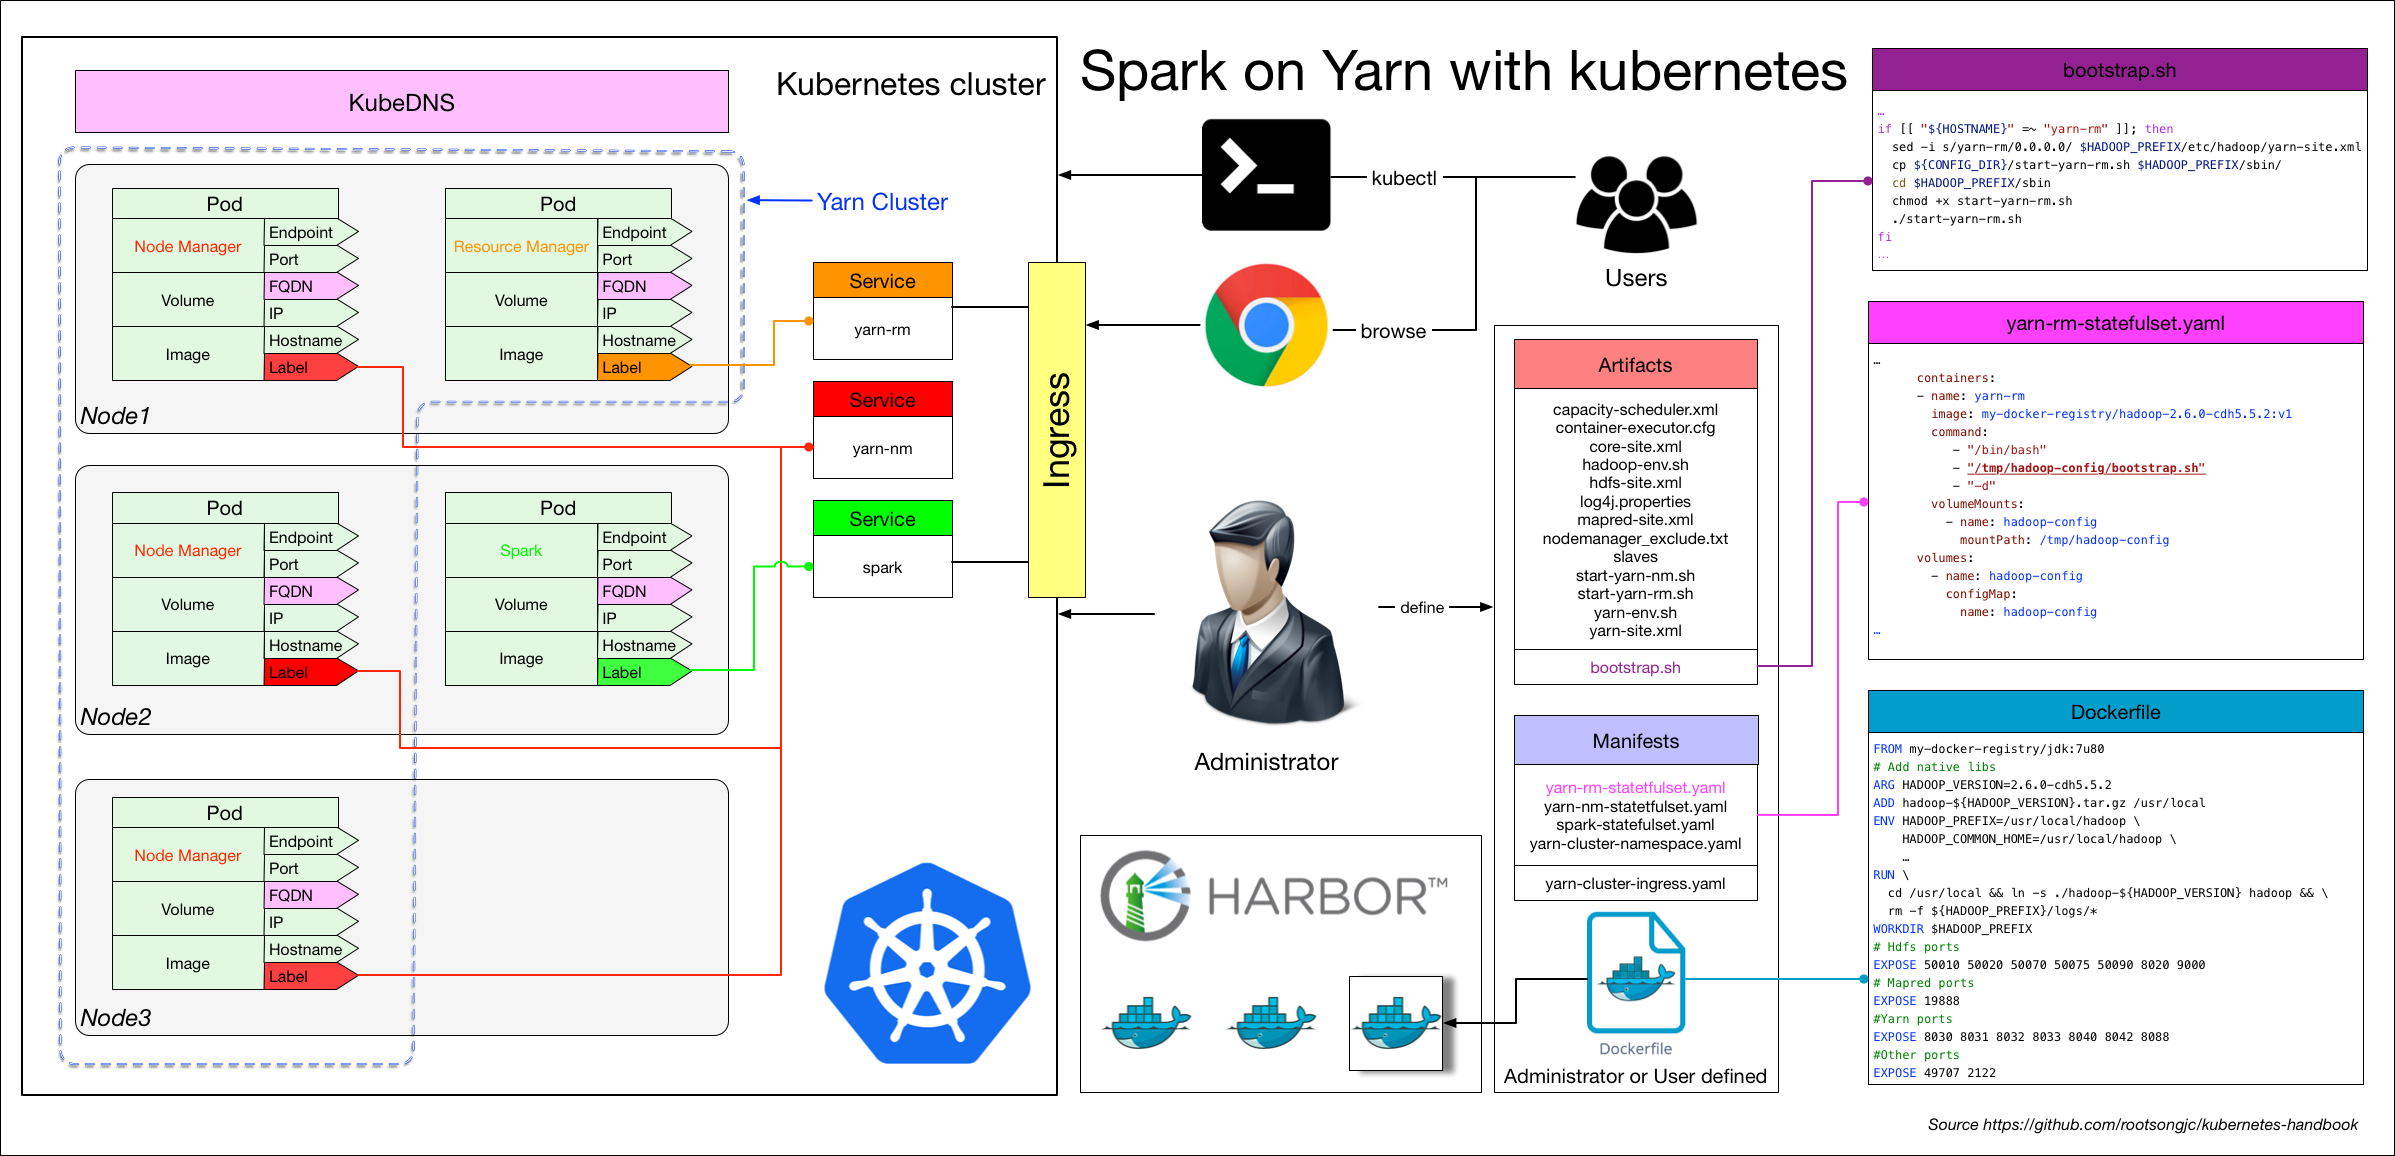 Spark on Yarn with kubernetes
Kubernetes cluster
KubeDNS
Yarn Cluster
Pod
Node Manager
Volume
Image
Endpoint
Port
FQDN
IP
Hostname
Label
Pod
Resource Manager
Volume
Image
Endpoint
Port
FQDN
IP
Hostname
Label
Node1
Pod
Node Manager
Volume
Image
Endpoint
Port
FQDN
IP
Hostname
Label
Pod
Spark
Volume
Image
Endpoint
Port
FQDN
IP
Hostname
Label
Node2
Pod
Node Manager
Volume
Image
Endpoint
Port
FQDN
IP
Hostname
Label
Node3
Service
yarn-rm
Service
yarn-nm
Service
spark
Ingress
kubectl
browse
Users
Administrator
define
Artifacts
capacity-scheduler.xml
container-executor.cfg
core-site.xml
hadoop-env.sh
hdfs-site.xml
log4j.properties
mapred-site.xml
nodemanager_exclude.txt
slaves
start-yarn-nm.sh
start-yarn-rm.sh
yarn-env.sh
yarn-site.xml
bootstrap.sh
Manifests
yarn-rm-statetfulset.yaml
yarn-nm-statetfulset.yaml
spark-statefulset.yaml
yarn-cluster-namespace.yaml
yarn-cluster-ingress.yaml
Dockerfile
Administrator or User defined
HARBOR™
bootstrap.sh
…
if [[ "${HOSTNAME}" =~ "yarn-rm" ]]; then
sed -i s/yarn-rm/0.0.0.0/ $HADOOP_PREFIX/etc/hadoop/yarn-site.xml
cp ${CONFIG_DIR}/start-yarn-rm.sh $HADOOP_PREFIX/sbin/
cd $HADOOP_PREFIX/sbin
chmod +x start-yarn-rm.sh
./start-yarn-rm.sh
fi
…
yarn-rm-statefulset.yaml
…
containers:
- name: yarn-rm
image: my-docker-registry/hadoop-2.6.0-cdh5.5.2:v1
command:
- "/bin/bash"
- "/tmp/hadoop-config/bootstrap.sh"
- "-d"
volumeMounts:
- name: hadoop-config
mountPath: /tmp/hadoop-config
volumes:
- name: hadoop-config
configMap:
name: hadoop-config
…
Dockerfile
FROM my-docker-registry/jdk:7u80
# Add native libs
ARG HADOOP_VERSION=2.6.0-cdh5.5.2
ADD hadoop-${HADOOP_VERSION}.tar.gz /usr/local
ENV HADOOP_PREFIX=/usr/local/hadoop \
HADOOP_COMMON_HOME=/usr/local/hadoop \
…
RUN \
cd /usr/local && ln -s ./hadoop-${HADOOP_VERSION} hadoop && \
rm -f ${HADOOP_PREFIX}/logs/*
WORKDIR $HADOOP_PREFIX
# Hdfs ports
EXPOSE 50010 50020 50070 50075 50090 8020 9000
# Mapred ports
EXPOSE 19888
#Yarn ports
EXPOSE 8030 8031 8032 8033 8040 8042 8088
#Other ports
EXPOSE 49707 2122
Source https://github.com/rootsongjc/kubernetes-handbook